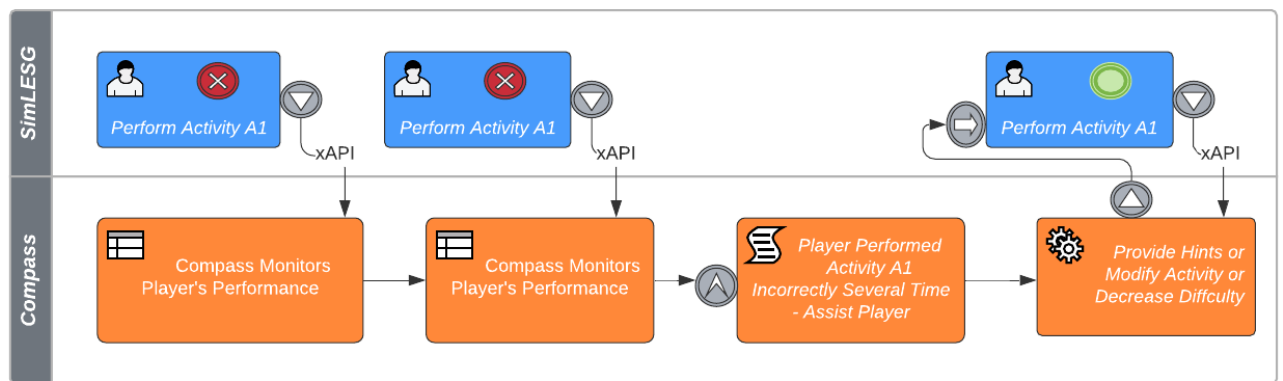 SimLESG
Perform Activity A1
Perform Activity A1
Perform Activity A1
xAPI
xAPI
xAPI
Compass
Compass Monitors
Player's Performance
Compass Monitors
Player's Performance
Player Performed
Activity A1
Incorrectly Several Time
- Assist Player
Provide Hints or
Modify Activity or
Decrease Diffculty